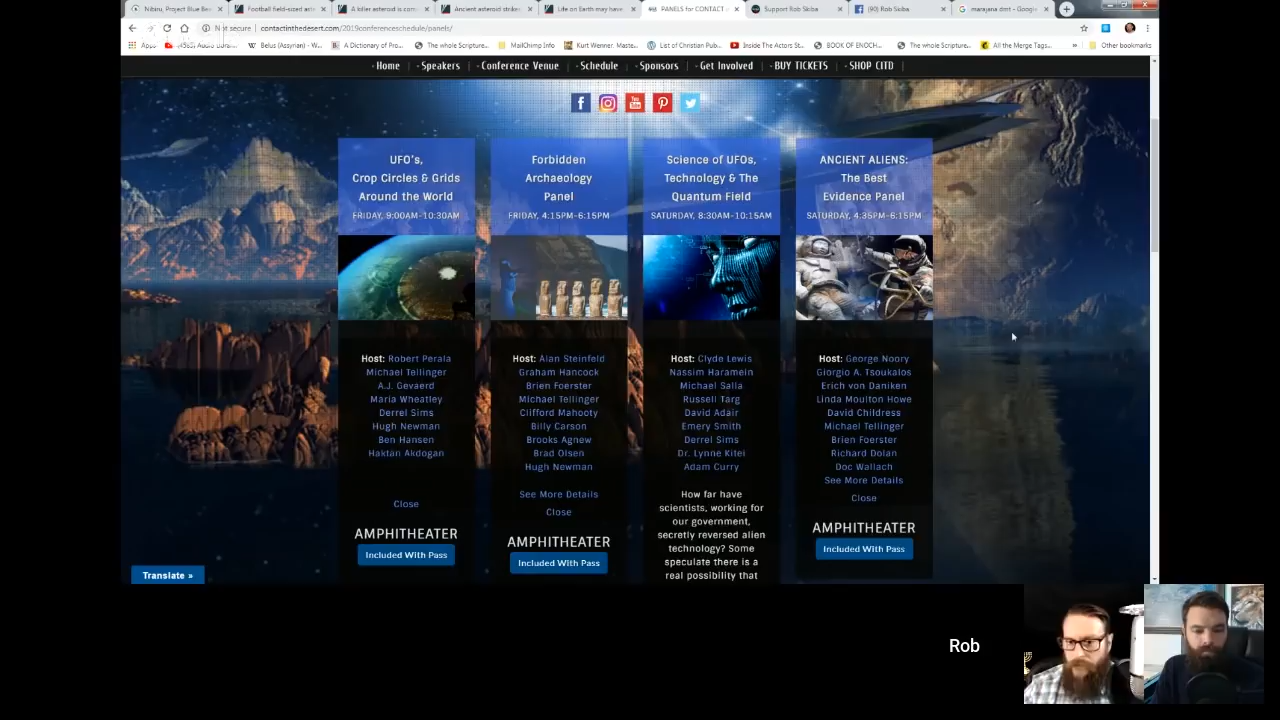 Nibiru, Project Blue Bea
Football field-sized aste
A killer asteroid is com
Ancient asteroid strikes
Life on Earth may have
PANELS for CONTACT
Support Rob Skiba
(90) Rob Skiba
marajana dmt - Google
Not secure | contactinthedesert.com/2019conferenceschedule/panels/
Apps
Belus (Assyrian) - W
A Dictionary of Pro
The whole Scripture
MailChimp Info
Kurt Wenner. Maste
List of Christian Pub
Inside The Actors St
BOOK OF ENOCH
The whole Scripture
All the Merge Tags
Other bookmarks
Home | Speakers | Conference Venue | Schedule | Sponsors | Get Involved | BUY TICKETS | SHOP CITD |
UFO's,
Crop Circles & Grids
Around the World
FRIDAY, 9:00AM-10:30AM
Host: Robert Perala
Michael Tellinger
A.J. Gevaerd
Maria Wheatley
Derrel Sims
Hugh Newman
Ben Hansen
Haktan Akdogan
Close
AMPHITHEATER
Included With Pass
Forbidden
Archaeology
Panel
FRIDAY, 4:15PM-6:15PM
Host: Alan Steinfeld
Graham Hancock
Brien Foerster
Michael Tellinger
Clifford Mahooty
Billy Carson
Brooks Agnew
Brad Olsen
Hugh Newman
See More Details
Close
AMPHITHEATER
Included With Pass
Science of UFOs,
Technology & The
Quantum Field
SATURDAY, 8:30AM-10:15AM
Host: Clyde Lewis
Nassim Haramein
Michael Salla
Russell Targ
David Adair
Emery Smith
Derrel Sims
Dr. Lynne Kitei
Adam Curry
How far have
scientists, working for
our government,
secretly reversed alien
technology? Some
speculate there is a
real possibility that
ANCIENT ALIENS:
The Best
Evidence Panel
SATURDAY, 4:35PM-6:15PM
Host: George Noory
Giorgio A. Tsoukalos
Erich von Daniken
Linda Moulton Howe
David Childress
Michael Tellinger
Brien Foerster
Richard Dolan
Doc Wallach
See More Details
Close
AMPHITHEATER
Included With Pass
Translate »
Rob